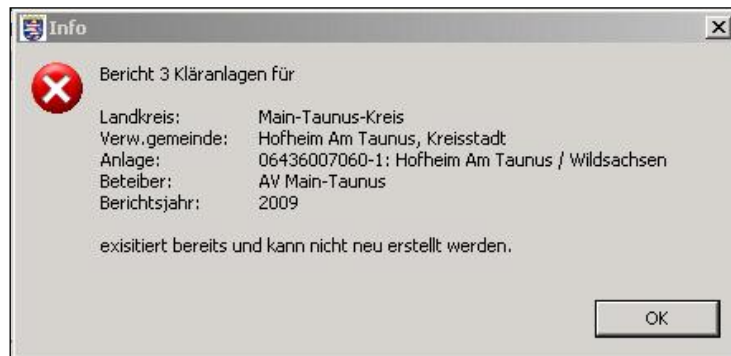 Info
Bericht 3 Kläranlagen für
Landkreis: Main-Taunus-Kreis
Verw.gemeinde: Hofheim Am Taunus, Kreisstadt
Anlage: 06436007060-1: Hofheim Am Taunus / Wildsachsen
Beteiber: AV Main-Taunus
Berichtsjahr: 2009
exisitiert bereits und kann nicht neu erstellt werden.
OK